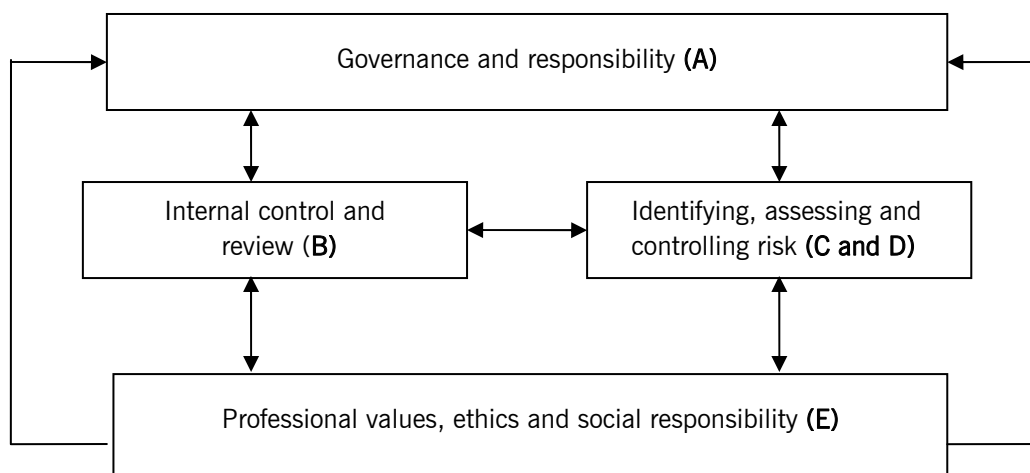 Governance and responsibility (A)
Internal control and
review (B)
Identifying, assessing and
controlling risk (C and D)
Professional values, ethics and social responsibility (E)